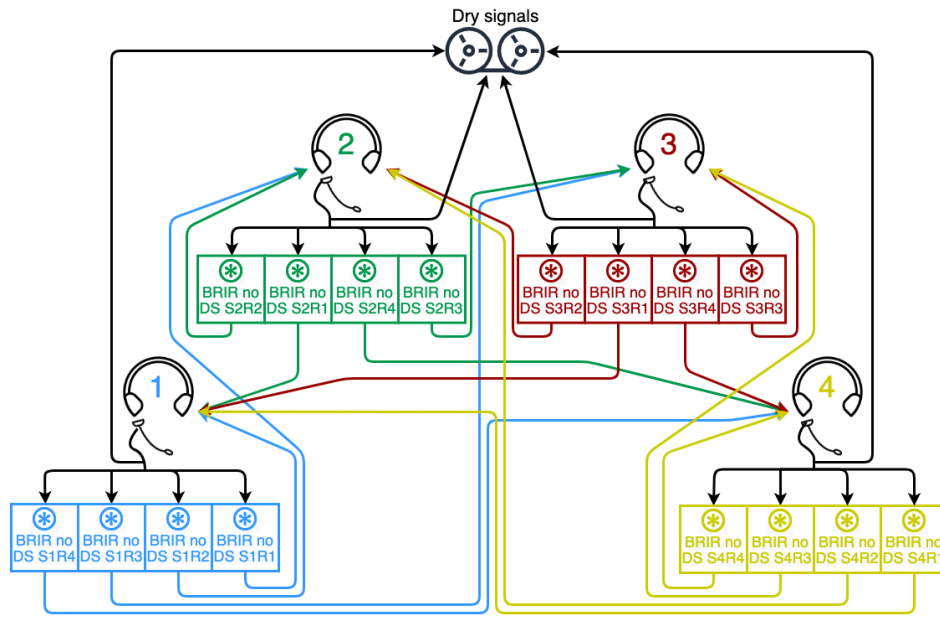 Dry signals
2
3
BRIR no
DS S2R2
BRIR no
DS S2R1
BRIR no
DS S2R4
BRIR no
DS S2R3
BRIR no
DS S3R2
BRIR no
DS S3R1
BRIR no
DS S3R4
BRIR no
DS S3R3
1
4
BRIR no
DS S1R4
BRIR no
DS S1R3
BRIR no
DS S1R2
BRIR no
DS S1R1
BRIR no
DS S4R4
BRIR no
DS S4R3
BRIR no
DS S4R2
BRIR no
DS S4R1